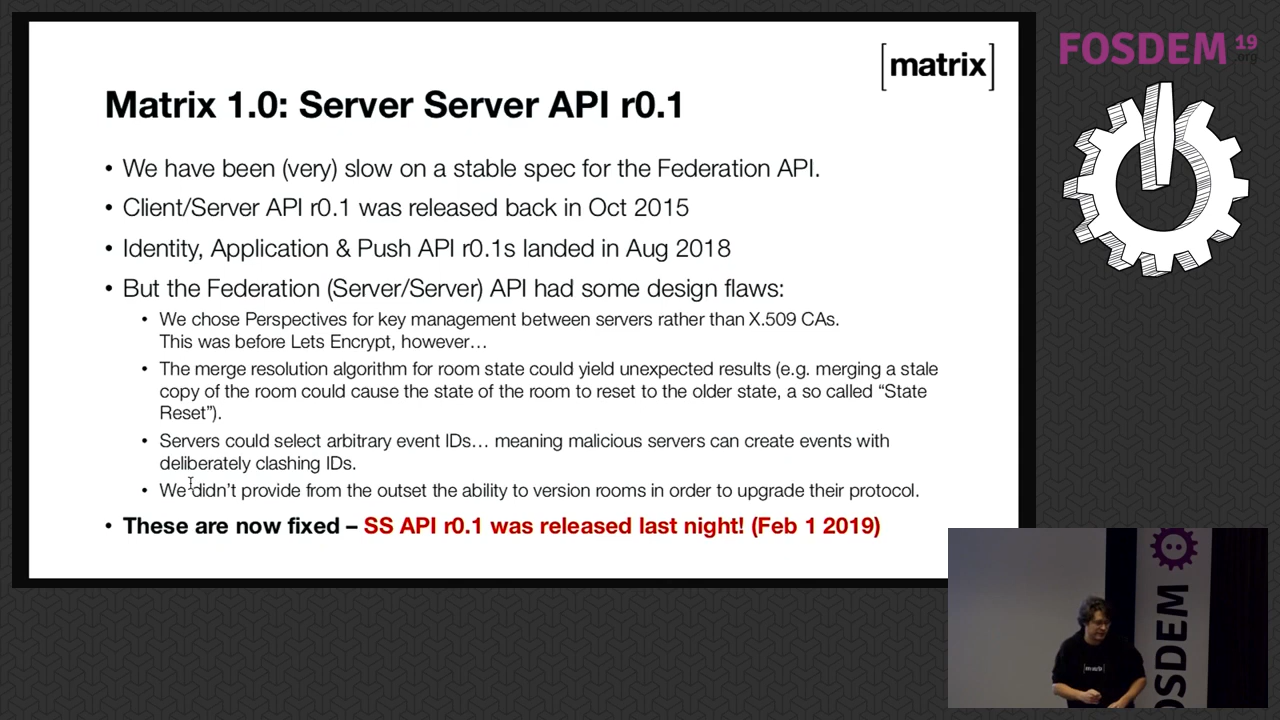 [matrix]
Matrix 1.0: Server Server API r0.1
• We have been (very) slow on a stable spec for the Federation API.
• Client/Server API r0.1 was released back in Oct 2015
• Identity, Application & Push API r0.1s landed in Aug 2018
• But the Federation (Server/Server) API had some design flaws:
• We chose Perspectives for key management between servers rather than X.509 CAs.
This was before Lets Encrypt, however…
• The merge resolution algorithm for room state could yield unexpected results (e.g. merging a stale
copy of the room could cause the state of the room to reset to the older state, a so called “State
Reset”).
• Servers could select arbitrary event IDs… meaning malicious servers can create events with
deliberately clashing IDs.
• We didn’t provide from the outset the ability to version rooms in order to upgrade their protocol.
• These are now fixed – SS API r0.1 was released last night! (Feb 1 2019)
FOSDEM 19
.org
[matrix]
FOSDEM